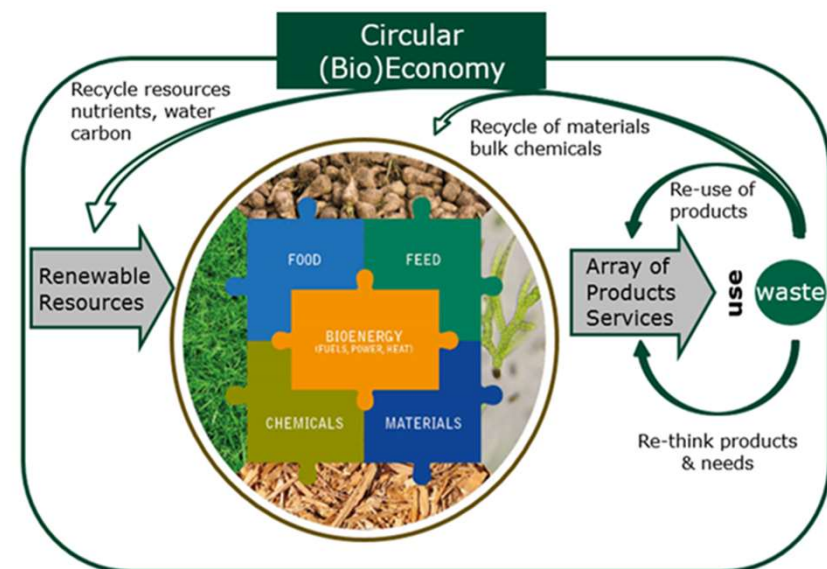 Circular
(Bio)Economy
Recycle resources
nutrients, water
carbon
Recycle of materials
bulk chemicals
Re-use of
products
Renewable
Resources
FOOD
FEED
BIOENERGY
(FUELS, POWER, HEAT)
CHEMICALS
MATERIALS
Array of
Products
Services
use
waste
Re-think products
& needs